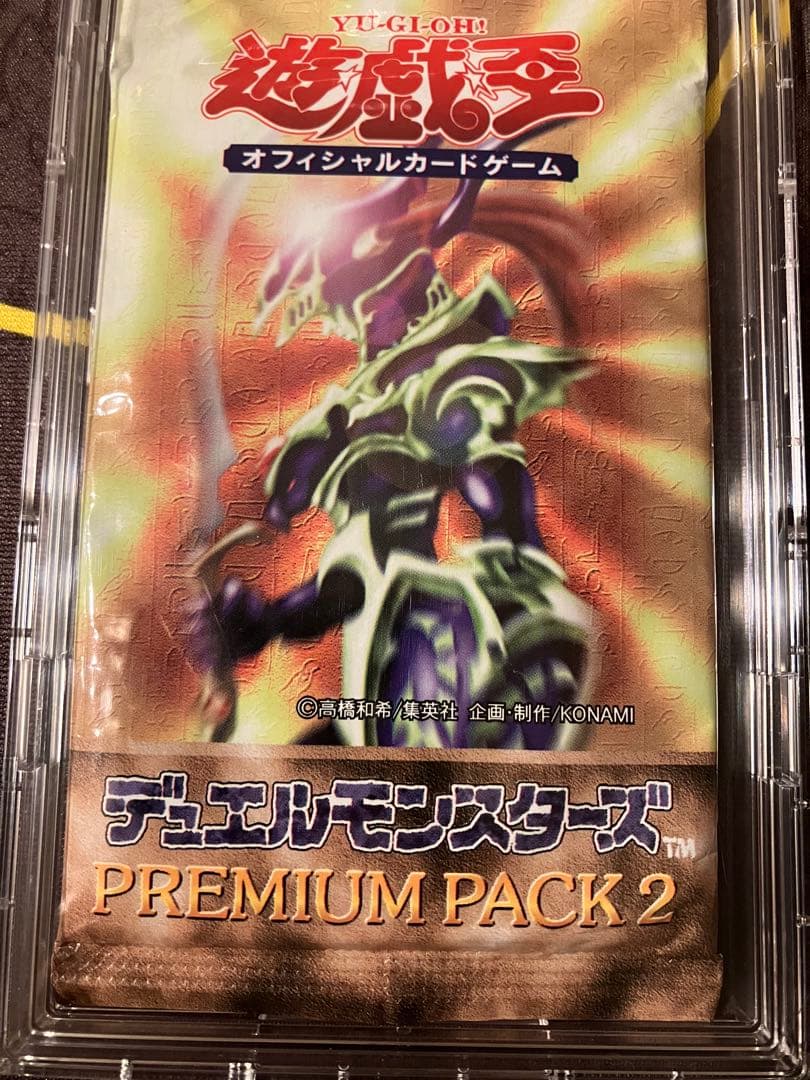 YU-GI-OH!
遊☆戯☆王
オフィシャルカードゲーム
©高橋和希/集英社 企画・制作/KONAMI
デュエルモンスターズ™
PREMIUM PACK 2